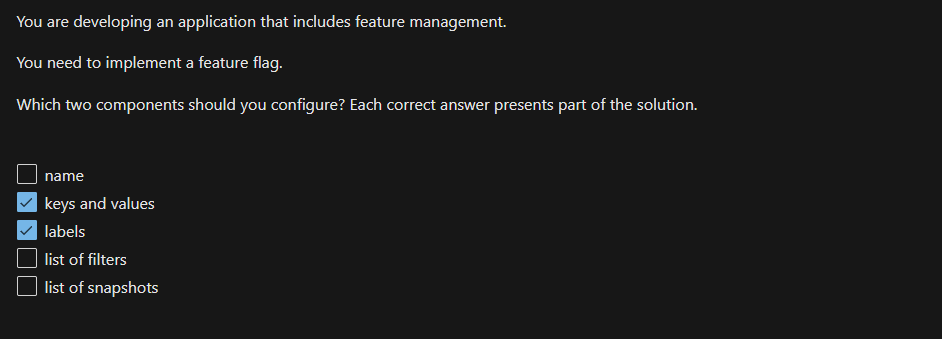 You are developing an application that includes feature management.
You need to implement a feature flag.
Which two components should you configure? Each correct answer presents part of the solution.
name
keys and values
labels
list of filters
list of snapshots